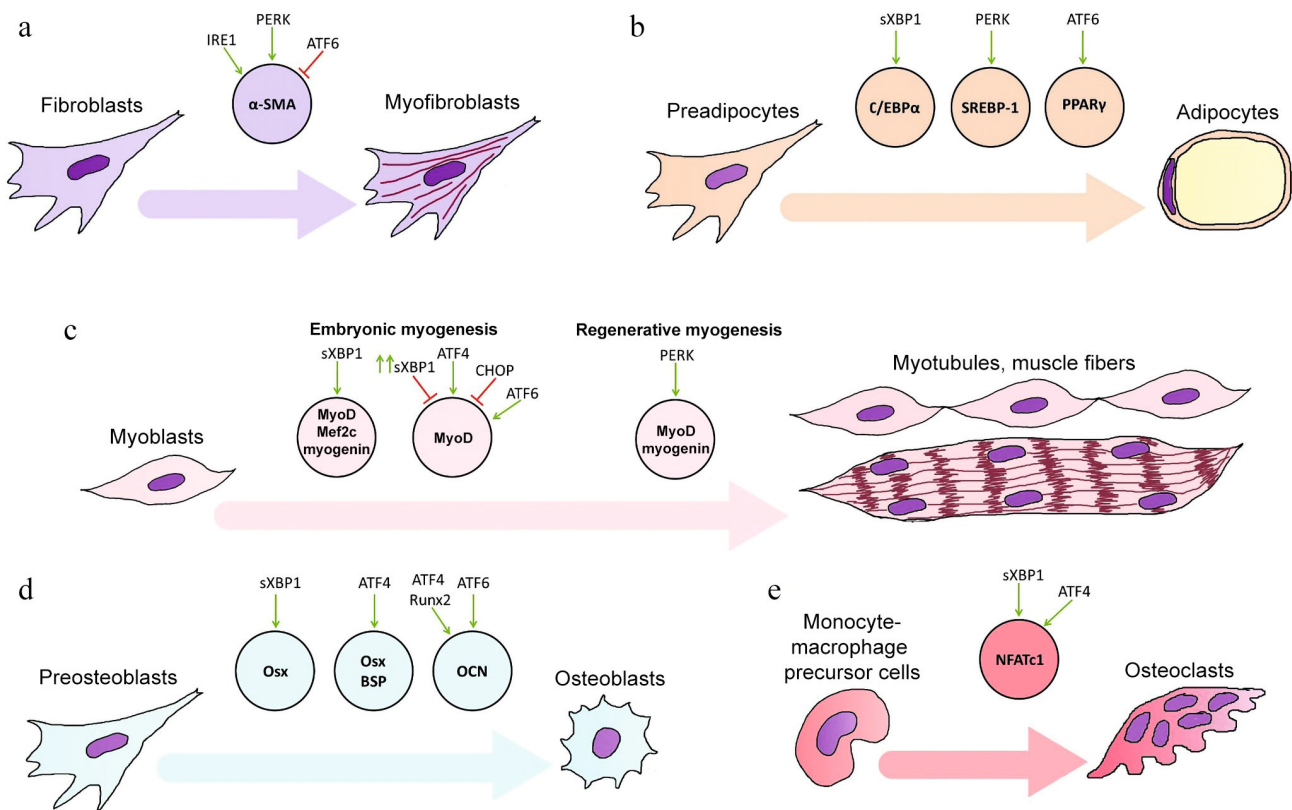 a
PERK
IRE1
ATF6
α-SMA
Fibroblasts
Myofibroblasts
b
sXBP1
PERK
ATF6
C/EBPα
SREBP-1
PPARγ
Preadipocytes
Adipocytes
c
Embryonic myogenesis
sXBP1
sXBP1
ATF4
CHOP
ATF6
MyoD
Mef2c
myogenin
MyoD
Regenerative myogenesis
PERK
MyoD
myogenin
Myoblasts
Myotubules, muscle fibers
d
sXBP1
ATF4
ATF4
Runx2
ATF6
Osx
Osx
BSP
OCN
Preosteoblasts
Osteoblasts
e
sXBP1
ATF4
NFATc1
Monocyte-
macrophage
precursor cells
Osteoclasts